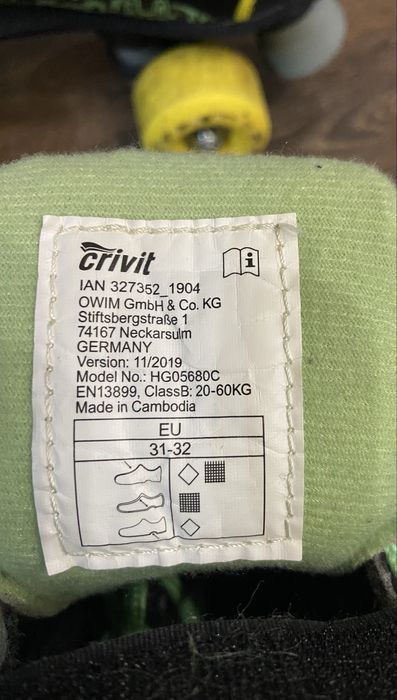 crivit
IAN 327352_1904
OWIM GmbH & Co. KG
Stiftsbergstraße 1
74167 Neckarsulm
GERMANY
Version: 11/2019
Model No.: HG05680C
EN13899, ClassB: 20-60KG
Made in Cambodia
EU
31-32